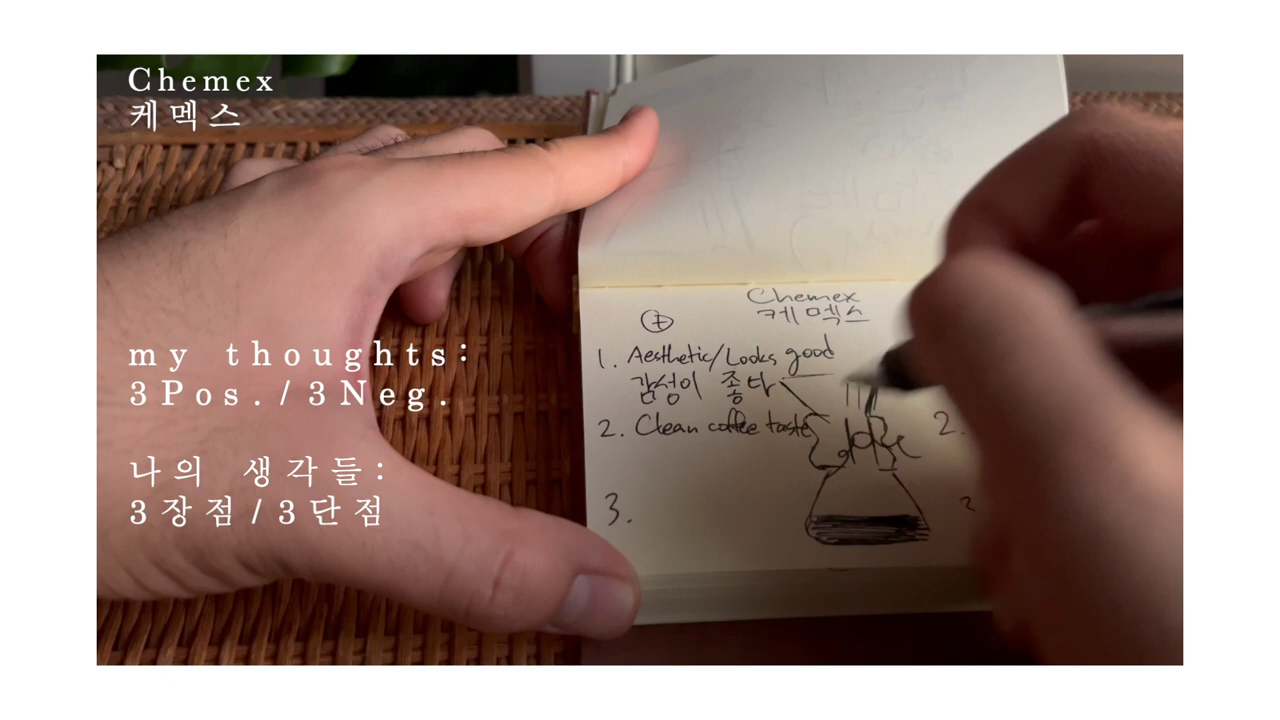 Chemex
케멕스
my thoughts:
3Pos./3Neg.
나의 생각들:
3장점/3단점
Chemex
케멕스
+
1. Aesthetic/Looks good
감성이 좋다
2. Clean coffee taste
3.
2.